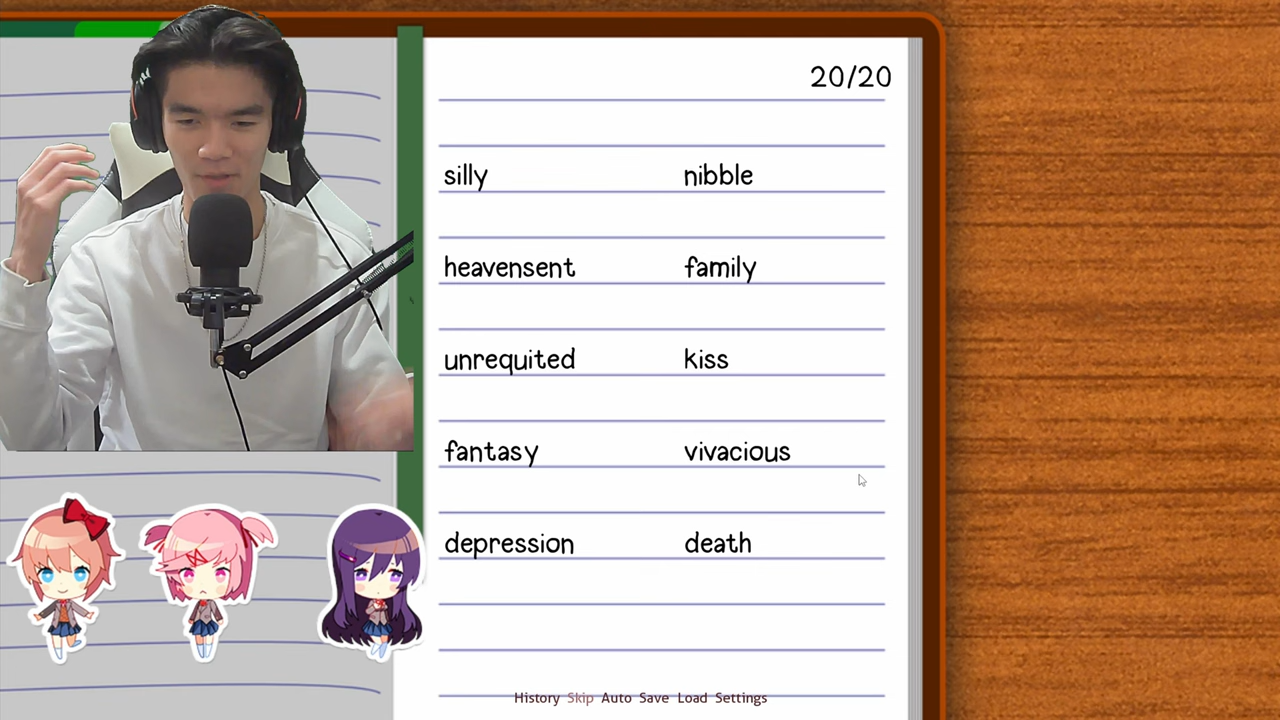 20/20
silly nibble
heavensent family
unrequited kiss
fantasy vivacious
depression death
History Skip Auto Save Load Settings